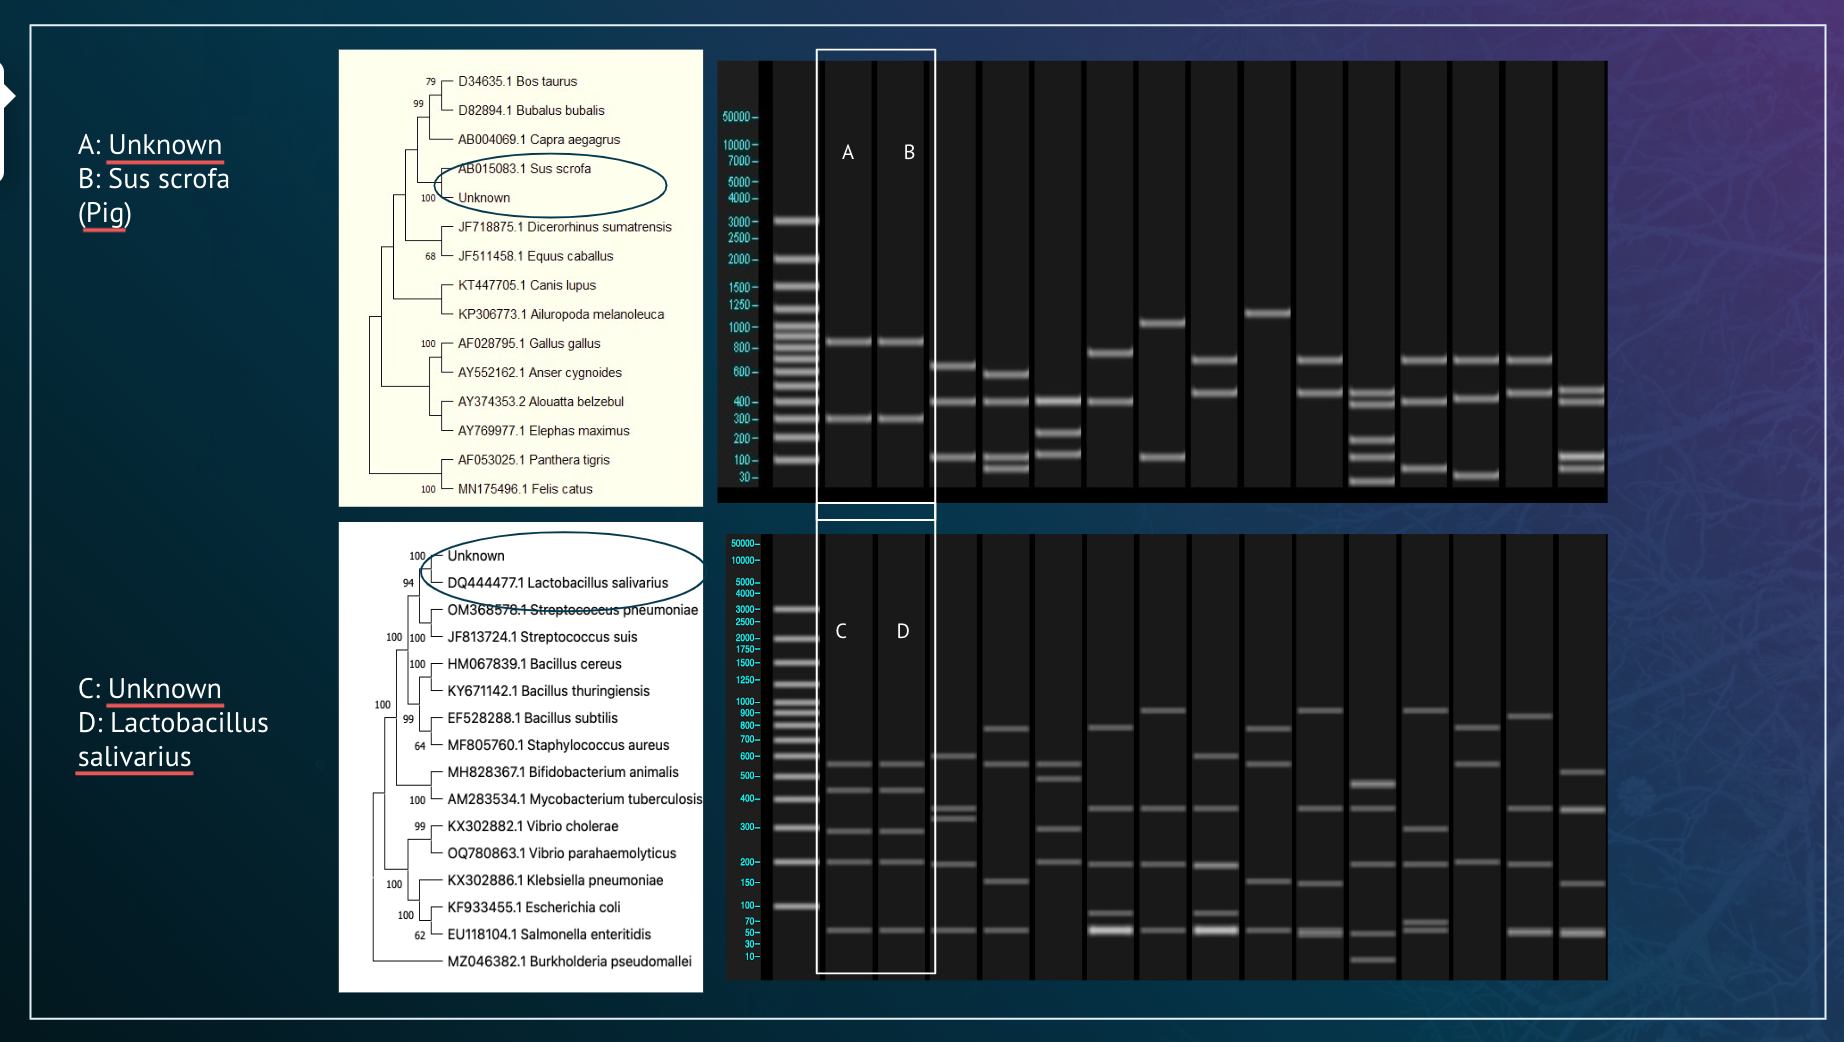 A: Unknown
B: Sus scrofa
(Pig)
79
D34635.1 Bos taurus
99
D82894.1 Bubalus bubalis
AB004069.1 Capra aegagrus
AB015083.1 Sus scrofa
100
Unknown
JF718875.1 Dicerorhinus sumatrensis
68
JF511458.1 Equus caballus
KT447705.1 Canis lupus
KP306773.1 Ailuropoda melanoleuca
100
AF028795.1 Gallus gallus
AY552162.1 Anser cygnoides
AY374353.2 Alouatta belzebul
AY769977.1 Elephas maximus
AF053025.1 Panthera tigris
100
MN175496.1 Felis catus
50000
10000
7000
5000
4000
3000
2500
2000
1500
1250
1000
800
600
400
300
200
100
30
A B
C: Unknown
D: Lactobacillus
salivarius
100
Unknown
94
DQ444477.1 Lactobacillus salivarius
OM368578.1 Streptococcus pneumoniae
100 100
JF813724.1 Streptococcus suis
100
HM067839.1 Bacillus cereus
KY671142.1 Bacillus thuringiensis
100
99
EF528288.1 Bacillus subtilis
64
MF805760.1 Staphylococcus aureus
MH828367.1 Bifidobacterium animalis
100
AM283534.1 Mycobacterium tuberculosis
99
KX302882.1 Vibrio cholerae
OQ780863.1 Vibrio parahaemolyticus
100
KX302886.1 Klebsiella pneumoniae
100
KF933455.1 Escherichia coli
62
EU118104.1 Salmonella enteritidis
MZ046382.1 Burkholderia pseudomallei
50000
10000
5000
4000
3000
2500
2000
1750
1500
1250
1000
900
800
700
600
500
400
300
200
150
100
70
50
30
10
C D